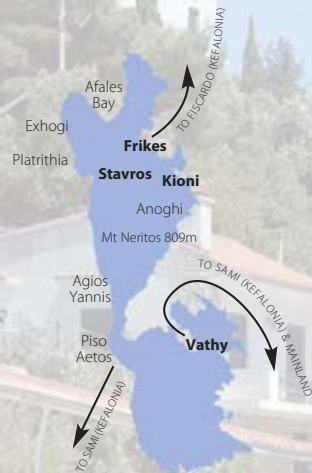 TO FISCARDO (KEFALONIA)
Afales
Bay
Exhogi
Frikes
Platrithia
Stavros
Kioni
Anoghi
Mt Neritos 809m
TO SAMI (KEFALONIA) & MAINLAND
Agios
Yannis
Piso
Aetos
Vathy
TO SAMI (KEFALONIA)